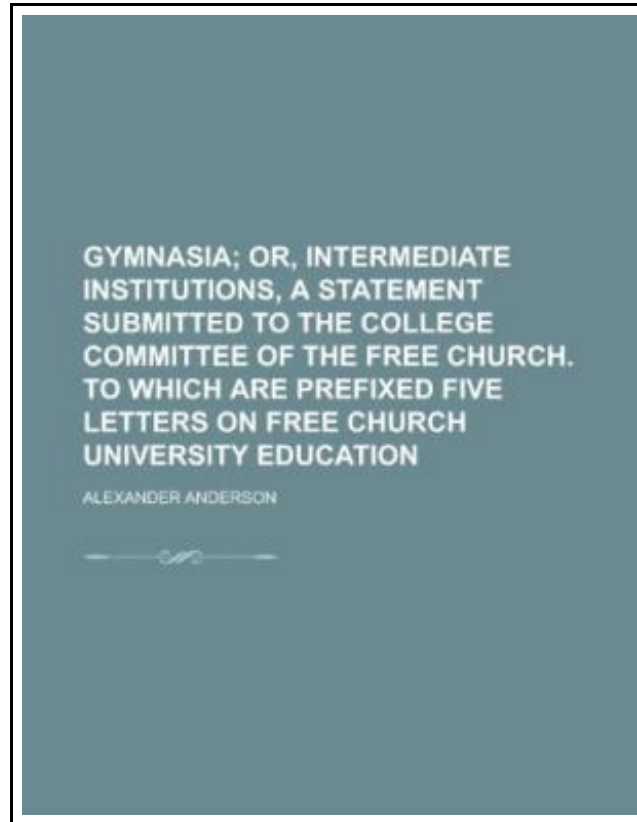 GYMNASIA; OR, INTERMEDIATE
INSTITUTIONS, A STATEMENT
SUBMITTED TO THE COLLEGE
COMMITTEE OF THE FREE CHURCH.
TO WHICH ARE PREFIXED FIVE
LETTERS ON FREE CHURCH
UNIVERSITY EDUCATION
ALEXANDER ANDERSON